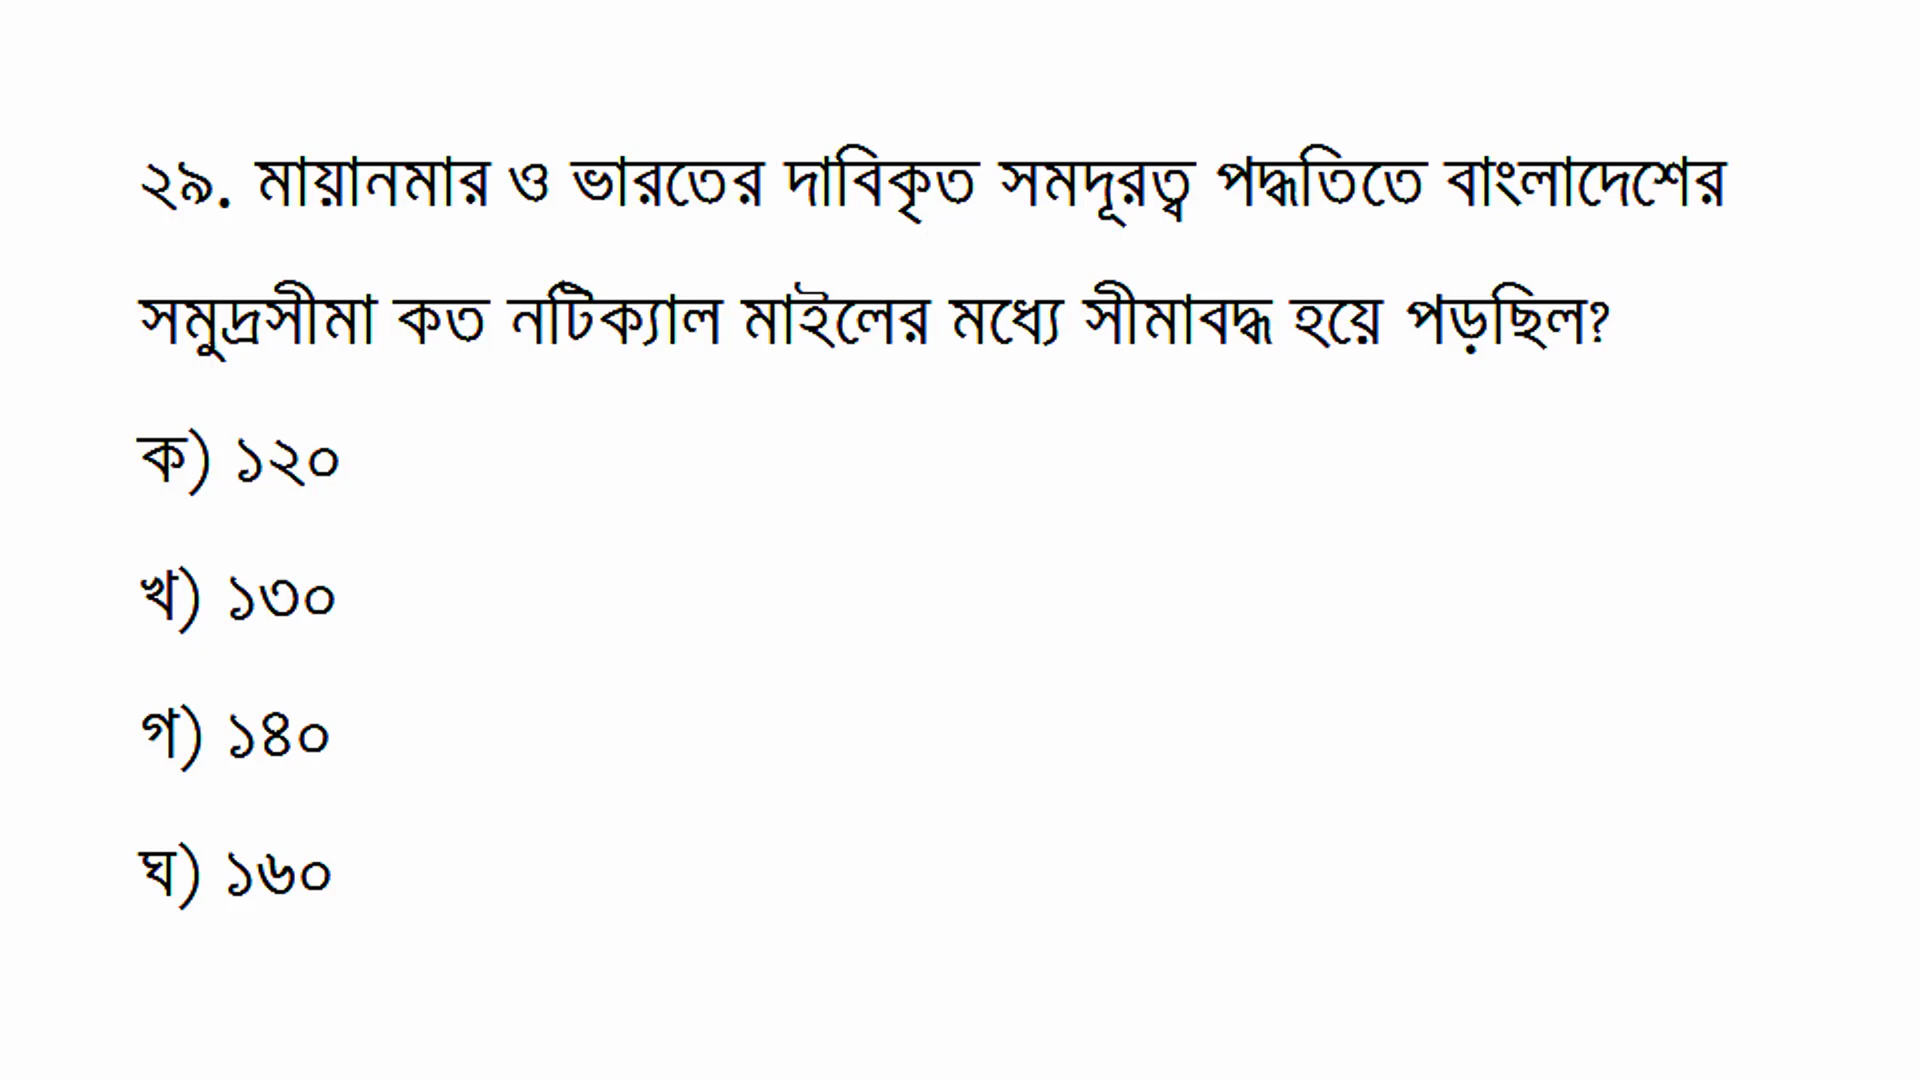 ২৯. মায়ানমার ও ভারতের দাবিকৃত সমদূরত্ব পদ্ধতিতে বাংলাদেশের
সমুদ্রসীমা কত নটিক্যাল মাইলের মধ্যে সীমাবদ্ধ হয়ে পড়ছিল?
ক) ১২০
খ) ১৩০
গ) ১৪০
ঘ) ১৬০